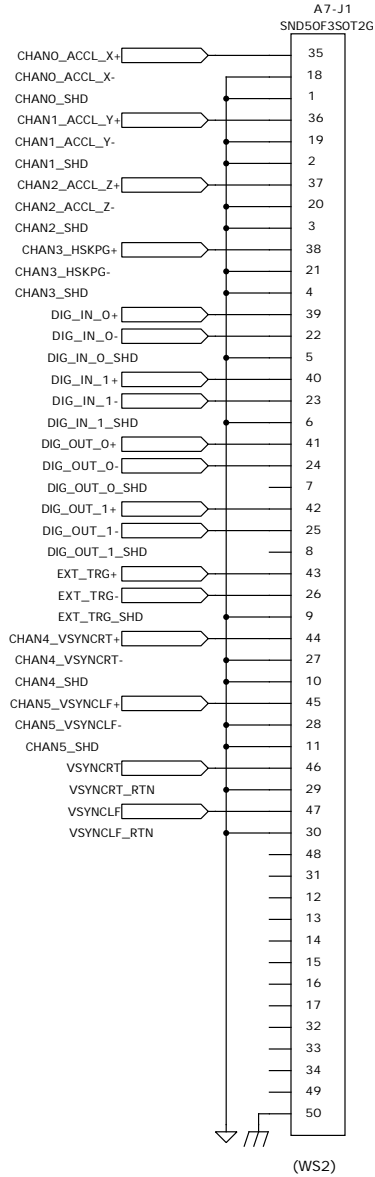 A7-J1
SND50F3S0T2G
CHAN0_ACCL_X+ 35
CHAN0_ACCL_X- 18
CHAN0_SHD 1
CHAN1_ACCL_Y+ 36
CHAN1_ACCL_Y- 19
CHAN1_SHD 2
CHAN2_ACCL_Z+ 37
CHAN2_ACCL_Z- 20
CHAN2_SHD 3
CHAN3_HSKPG+ 38
CHAN3_HSKPG- 21
CHAN3_SHD 4
DIG_IN_0+ 39
DIG_IN_0- 22
DIG_IN_0_SHD 5
DIG_IN_1+ 40
DIG_IN_1- 23
DIG_IN_1_SHD 6
DIG_OUT_0+ 41
DIG_OUT_0- 24
DIG_OUT_0_SHD 7
DIG_OUT_1+ 42
DIG_OUT_1- 25
DIG_OUT_1_SHD 8
EXT_TRG+ 43
EXT_TRG- 26
EXT_TRG_SHD 9
CHAN4_VSYNCRT+ 44
CHAN4_VSYNCRT- 27
CHAN4_SHD 10
CHAN5_VSYNCLF+ 45
CHAN5_VSYNCLF- 28
CHAN5_SHD 11
VSYNCRT 46
VSYNCRT_RTN 29
VSYNCLF 47
VSYNCLF_RTN 30
48
31
12
13
14
15
16
17
32
33
34
49
50
(WS2)